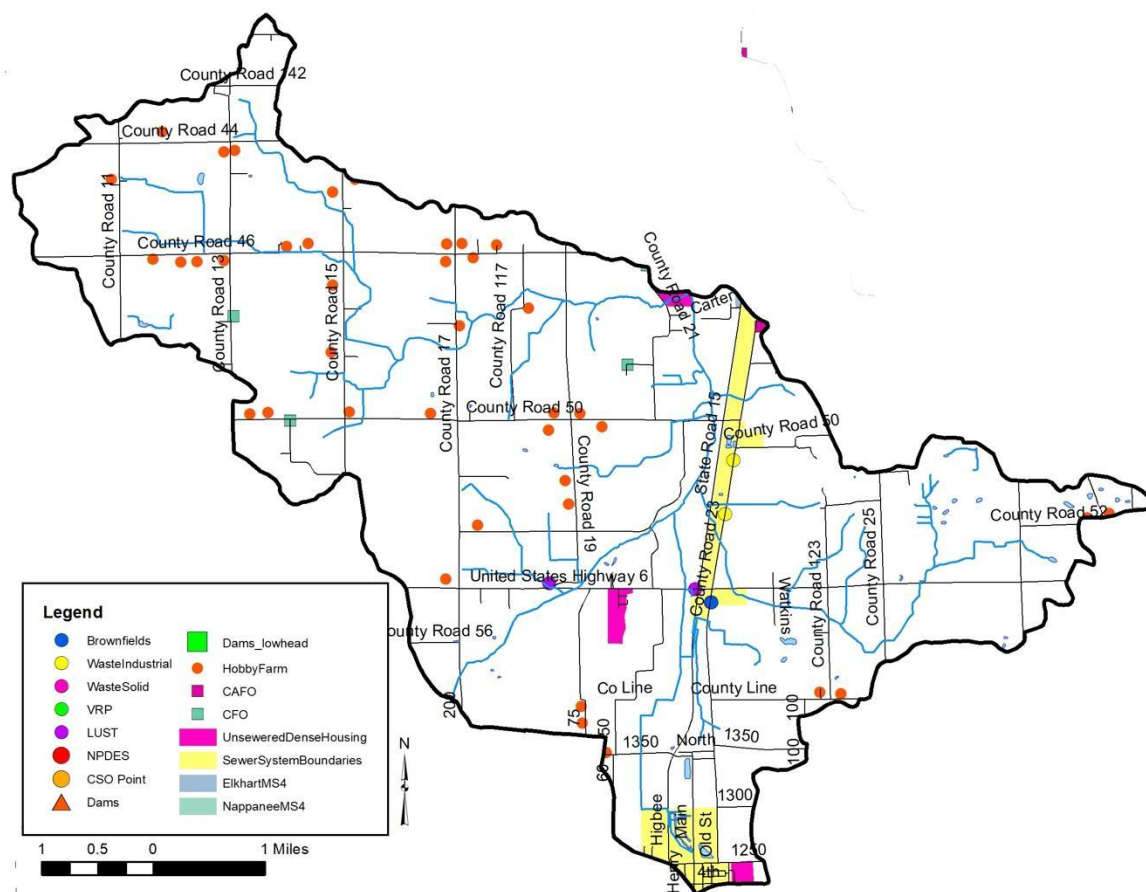 County Road 142
County Road 44
County Road 11
County Road 46
County Road 13
County Road 15
County Road 117
County Road 17
County Road 21
Carter
County Road 50
State Road 15
County Road 50
County Road 19
County Road 23
County Road 52
County Road 25
County Road 123
United States Highway 6
Watkins
ounty Road 56
Co Line
County Line
200
75
50
60
1350
North
1350
100
100
1300
Higbee
Main
Old St
1250
4th
Henry
Legend
Brownfields
WasteIndustrial
WasteSolid
VRP
LUST
NPDES
CSO Point
Dams
Dams_lowhead
HobbyFarm
CAFO
CFO
UnseweredDenseHousing
SewerSystemBoundaries
ElkhartMS4
NappaneeMS4
N
1 0.5 0 1 Miles